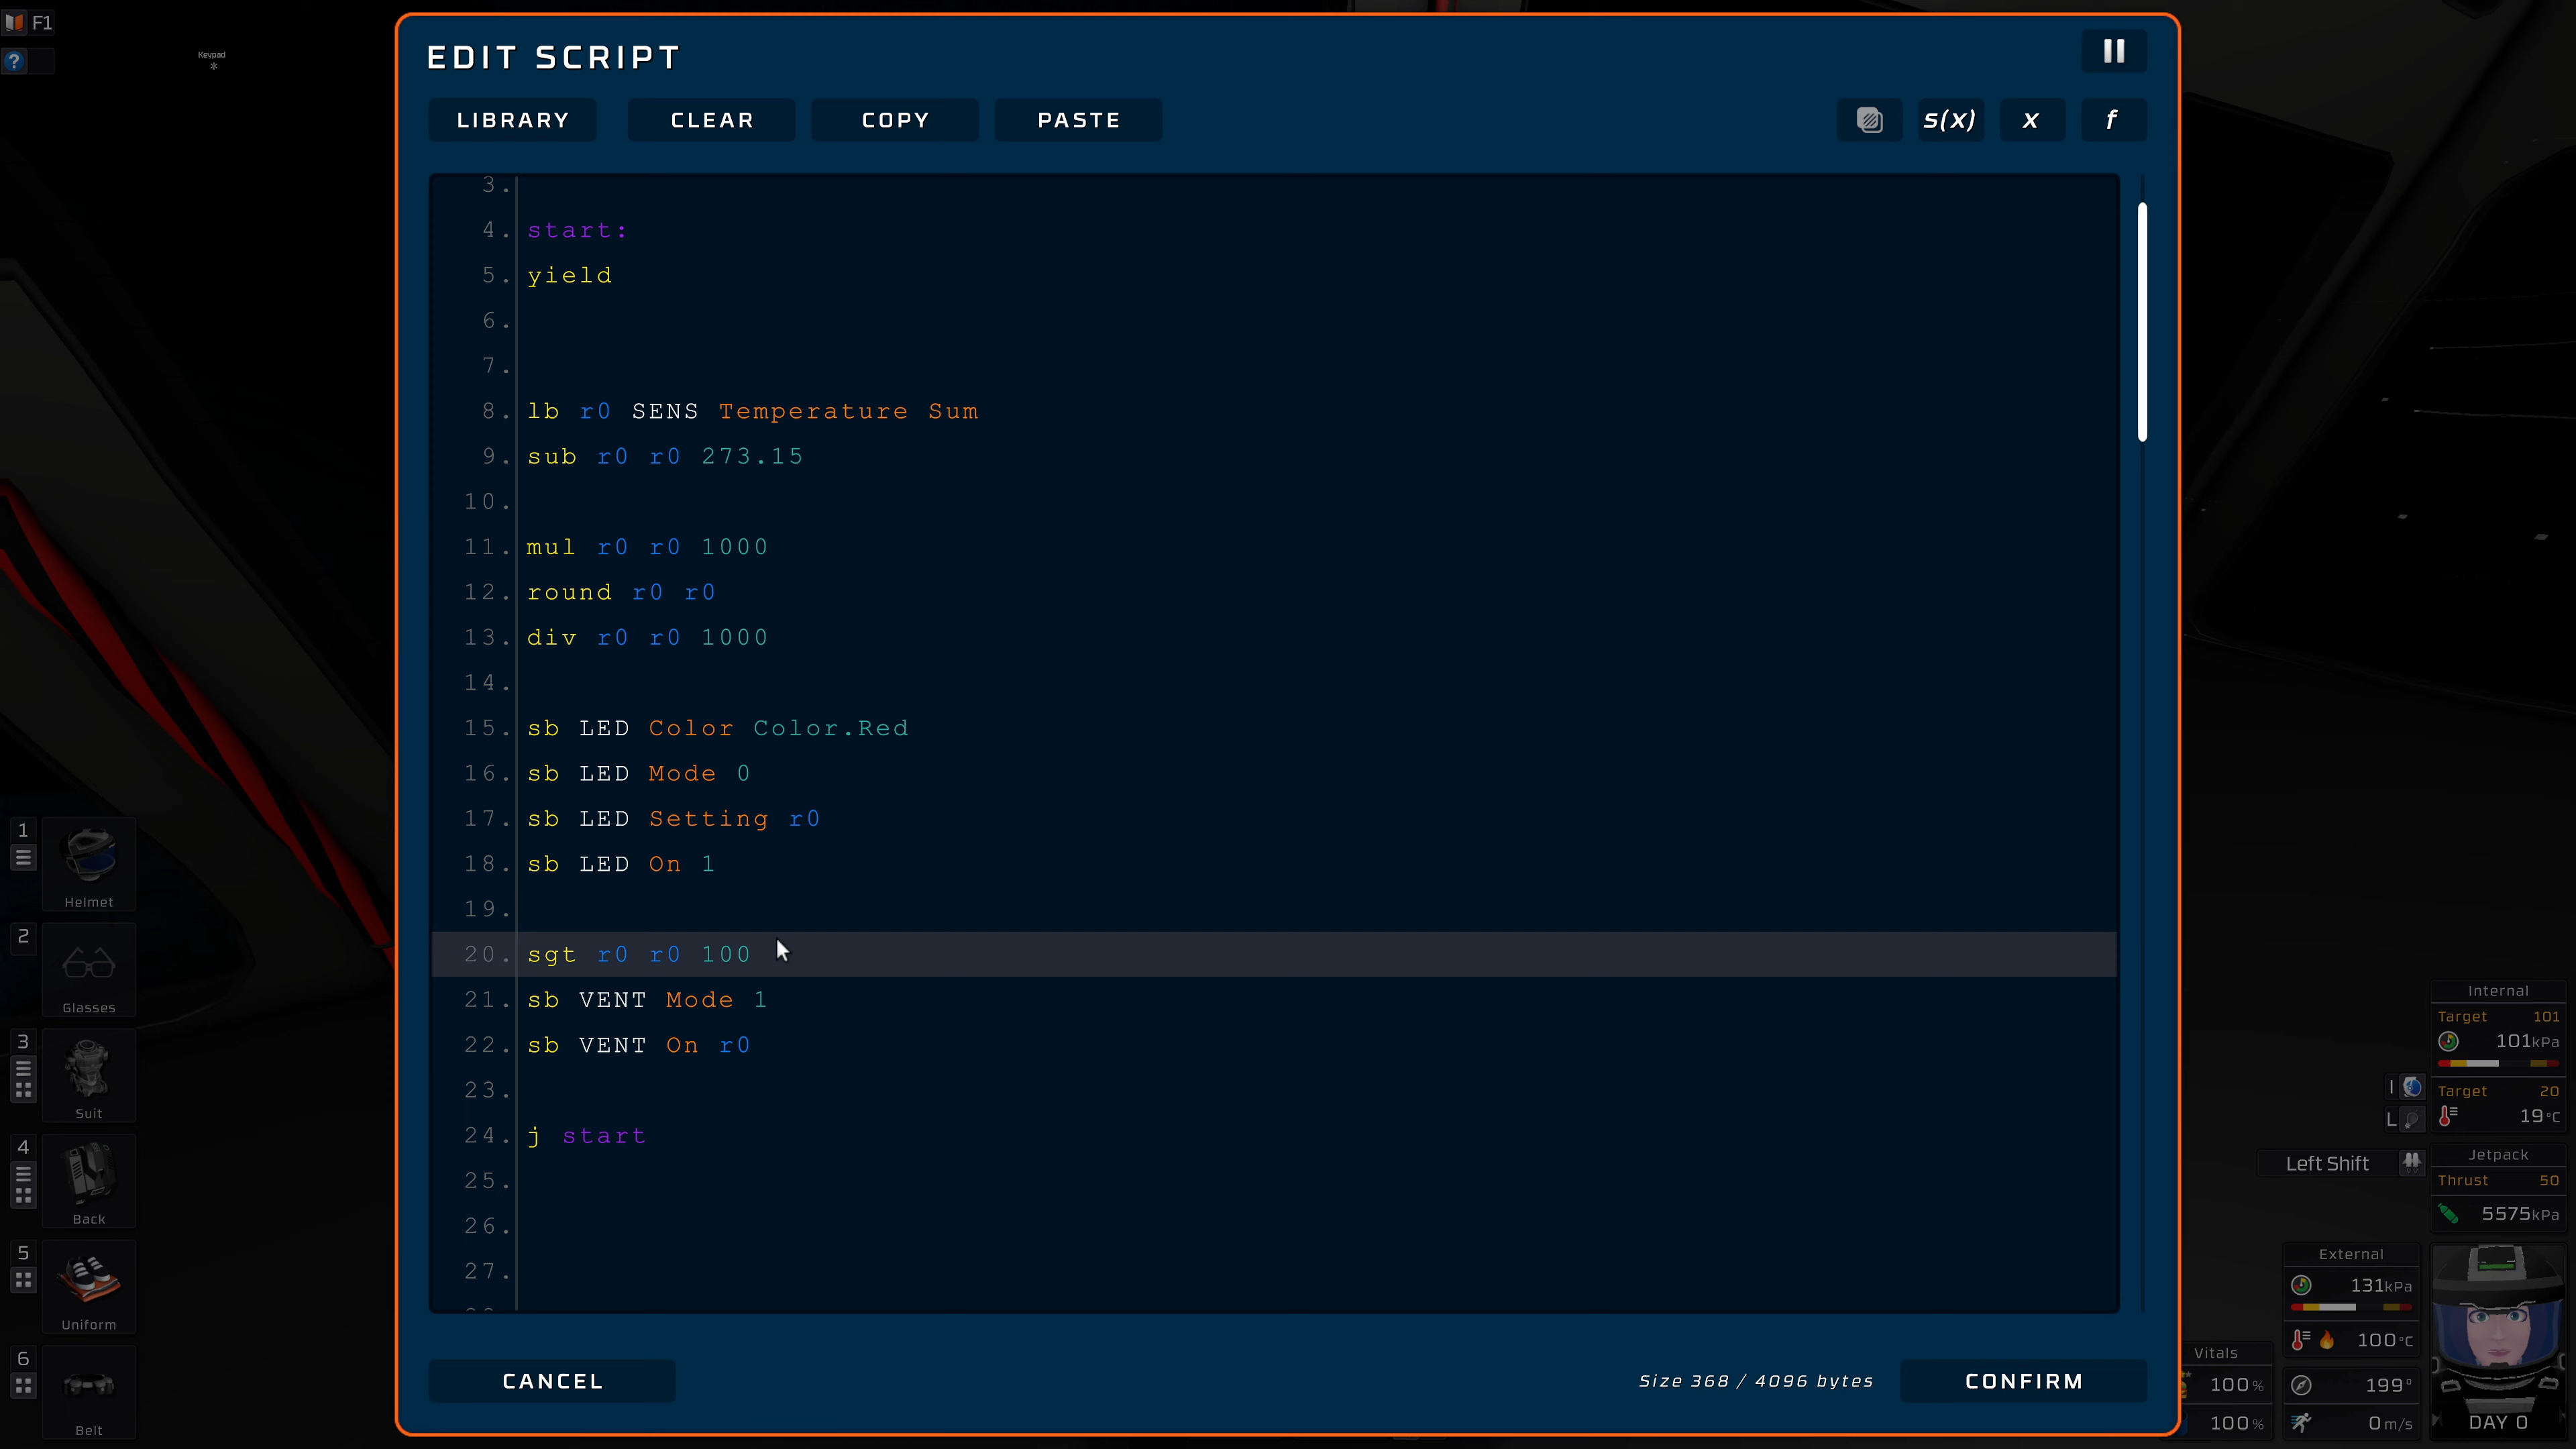 F1
?
Keypad
*
EDIT SCRIPT
LIBRARY CLEAR COPY PASTE s(x) x f
3.
4. start:
5. yield
6.
7.
8. lb r0 SENS Temperature Sum
9. sub r0 r0 273.15
10.
11. mul r0 r0 1000
12. round r0 r0
13. div r0 r0 1000
14.
15. sb LED Color Color.Red
16. sb LED Mode 0
17. sb LED Setting r0
18. sb LED On 1
19.
20. sgt r0 r0 100
21. sb VENT Mode 1
22. sb VENT On r0
23.
24. j start
25.
26.
27.
CANCEL Size 368 / 4096 bytes CONFIRM
1
Helmet
2
Glasses
3
Suit
4
Back
5
Uniform
6
Belt
Internal
Target 101
101kPa
Target 20
19°C
I
L
Left Shift
Jetpack
Thrust 50
5575kPa
External
131kPa
100°C
199°
0m/s
Vitals
100%
100%
DAY 0